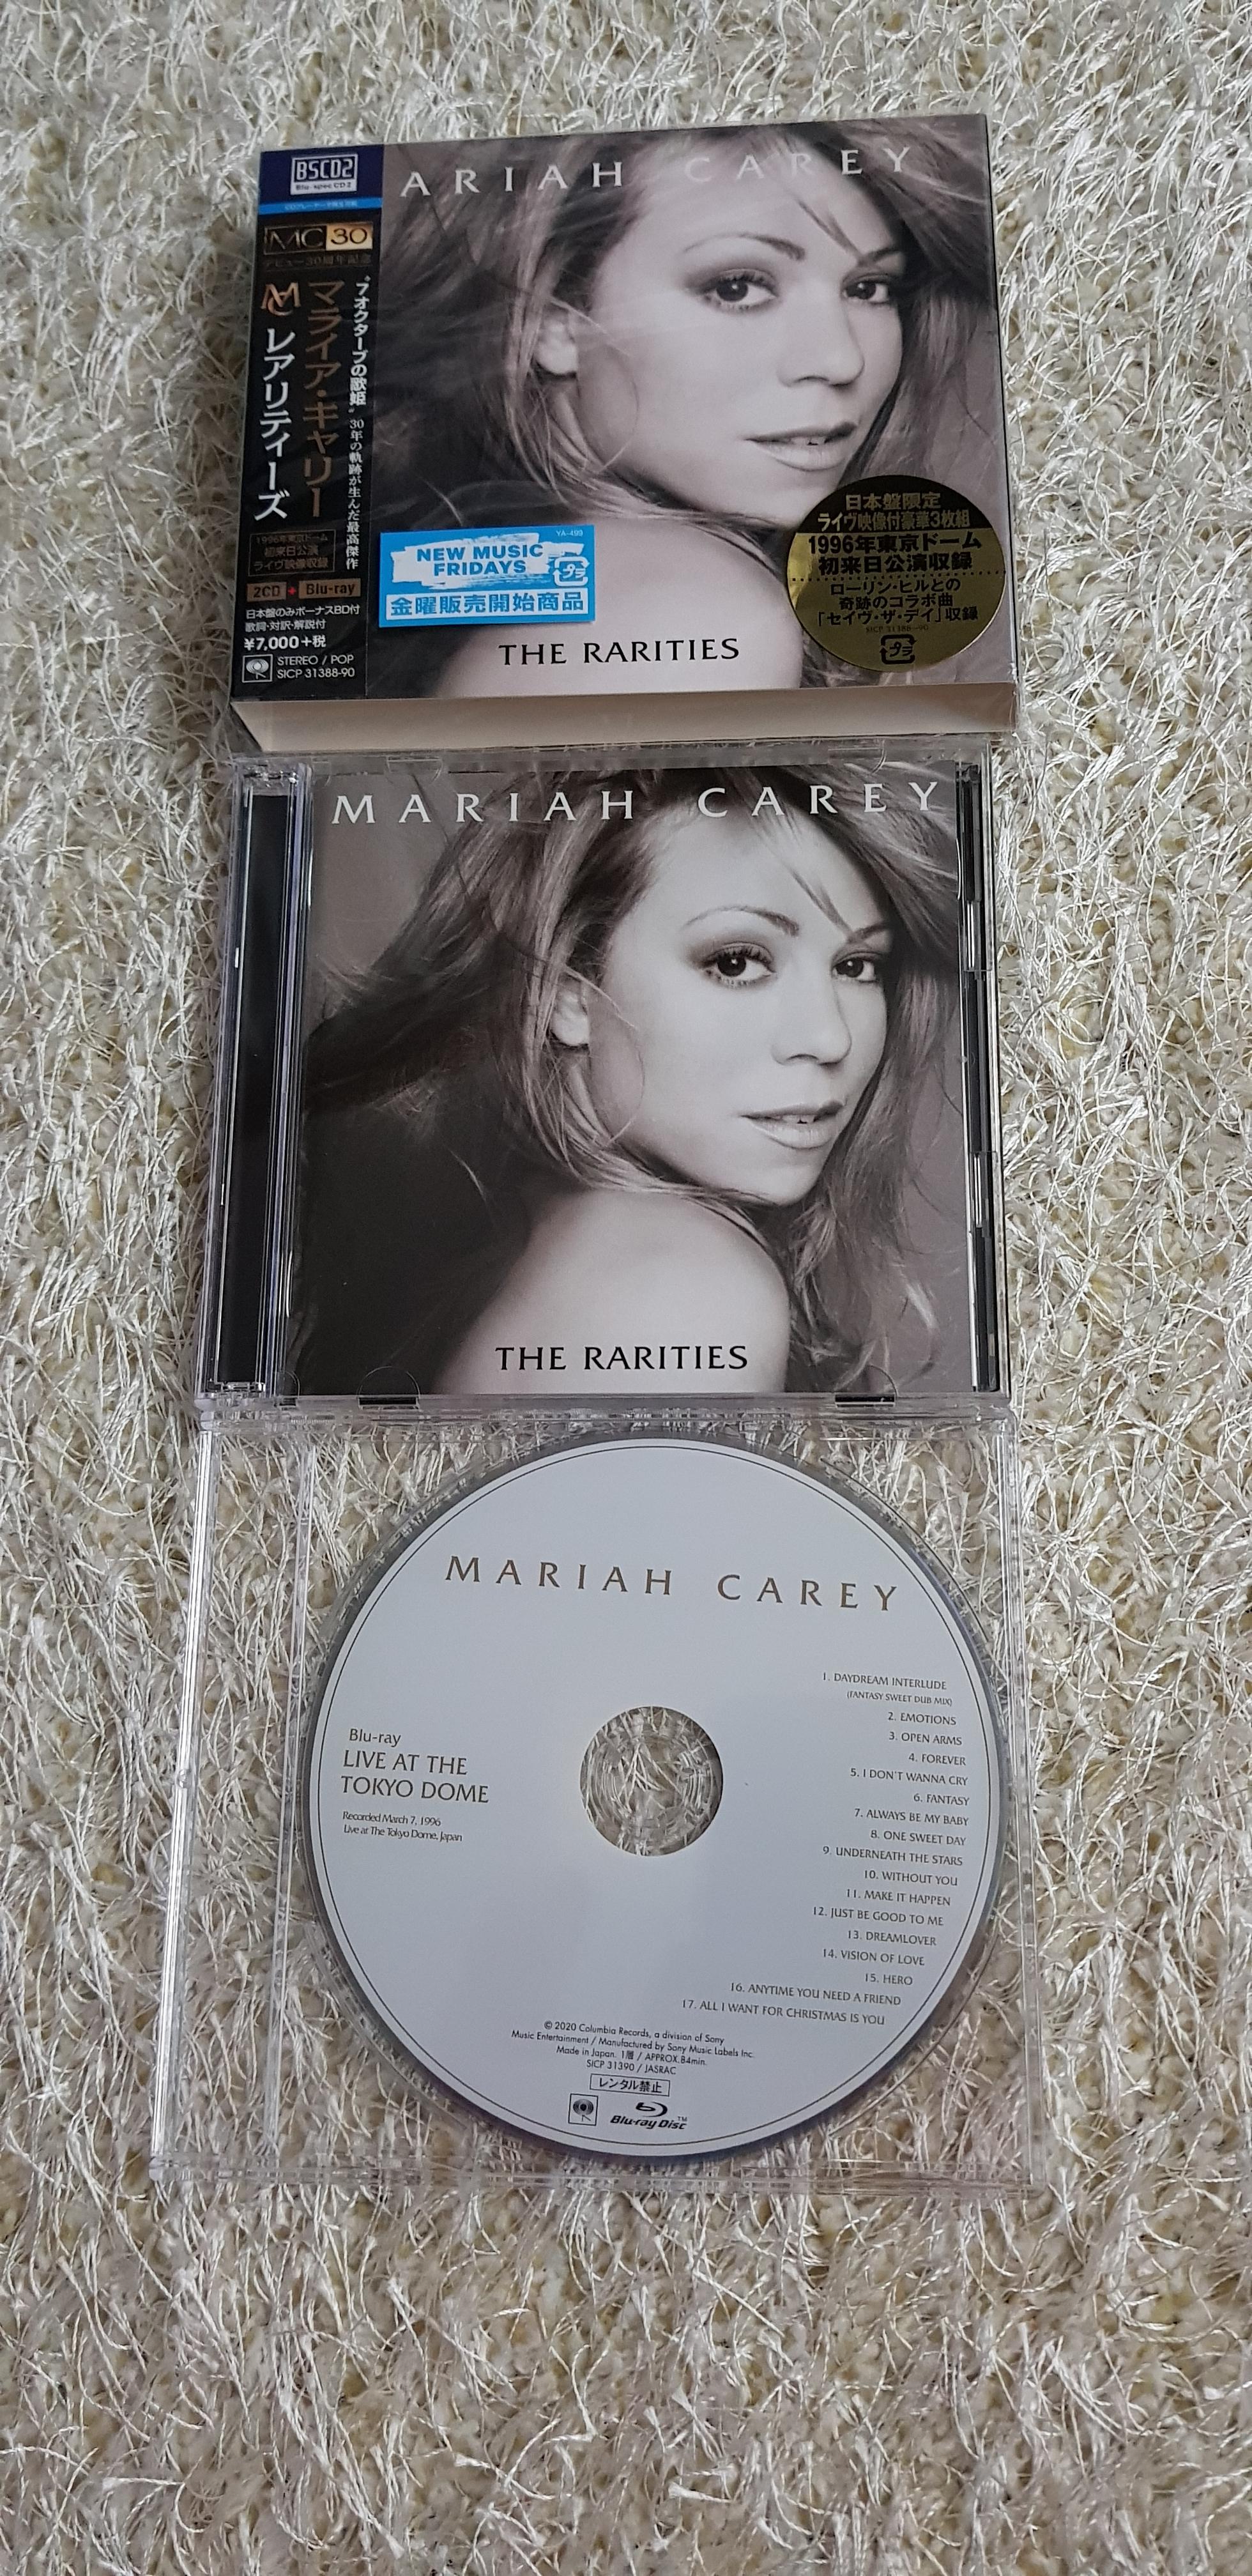 BSCD2
Blu-spec CD2
MC 30
デビュー30周年記念
"7オクターブの歌姫" 30年の軌跡が生んだ最高傑作
マライア・キャリー
レアリティーズ
1996年東京ドーム
初来日公演
ライヴ映像収録
2CD + Blu-ray
日本盤のみボーナスBD付
歌詞・対訳・解説付
¥7,000+税
STEREO / POP
SICP 31388-90
ARIAH CAREY
YA-499
NEW MUSIC
FRIDAYS
金曜販売開始商品
THE RARITIES
日本盤限定
ライヴ映像付豪華3枚組
1996年東京ドーム
初来日公演収録
ローリン・ヒルとの
奇跡のコラボ曲
「セイヴ・ザ・デイ」収録
SICP 31388-90
MARIAH CAREY
THE RARITIES
MARIAH CAREY
Blu-ray
LIVE AT THE
TOKYO DOME
Recorded March 7, 1996
Live at The Tokyo Dome, Japan
1. DAYDREAM INTERLUDE
(FANTASY SWEET DUB MIX)
2. EMOTIONS
3. OPEN ARMS
4. FOREVER
5. I DON'T WANNA CRY
6. FANTASY
7. ALWAYS BE MY BABY
8. ONE SWEET DAY
9. UNDERNEATH THE STARS
10. WITHOUT YOU
11. MAKE IT HAPPEN
12. JUST BE GOOD TO ME
13. DREAMLOVER
14. VISION OF LOVE
15. HERO
16. ANYTIME YOU NEED A FRIEND
17. ALL I WANT FOR CHRISTMAS IS YOU
© 2020 Columbia Records, a division of Sony
Music Entertainment / Manufactured by Sony Music Labels Inc.
Made in Japan. 1層 / APPROX.84min.
SICP 31390 / JASRAC
レンタル禁止
Blu-ray Disc™